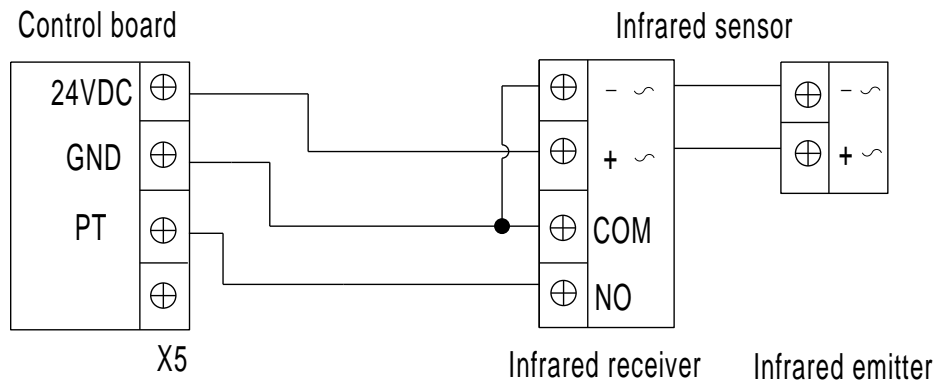 Control board
24VDC
GND
PT
X5
Infrared sensor
- ∽
+ ∽
COM
NO
Infrared receiver
- ∽
+ ∽
Infrared emitter